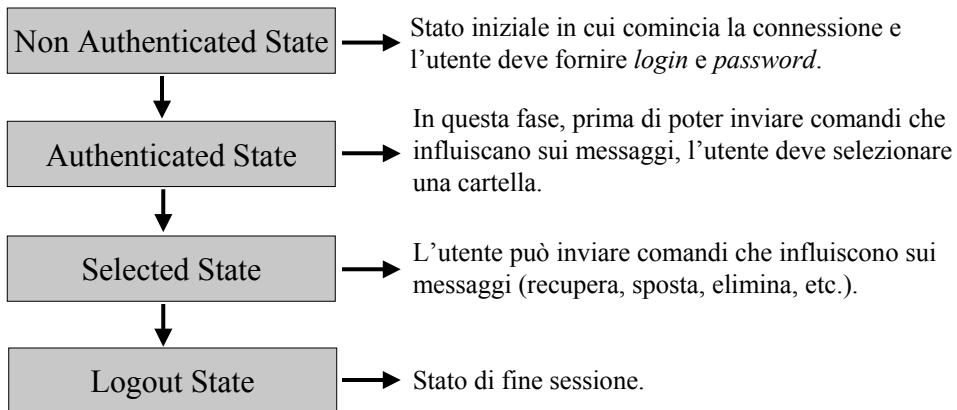 Non Authenticated State
Stato iniziale in cui comincia la connessione e
l’utente deve fornire login e password.
Authenticated State
In questa fase, prima di poter inviare comandi che
influiscano sui messaggi, l’utente deve selezionare
una cartella.
Selected State
L’utente può inviare comandi che influiscono sui
messaggi (recupera, sposta, elimina, etc.).
Logout State
Stato di fine sessione.